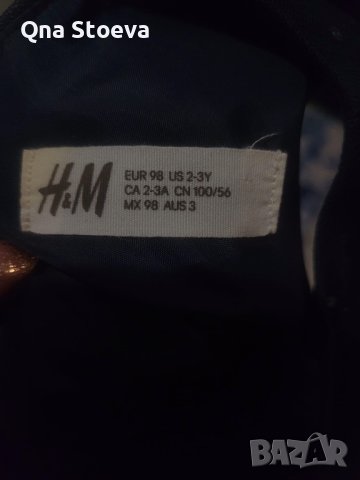 Qna Stoeva
H&M
EUR 98 US 2-3Y
CA 2-3A CN 100/56
MX 98 AUS 3
BAZAR